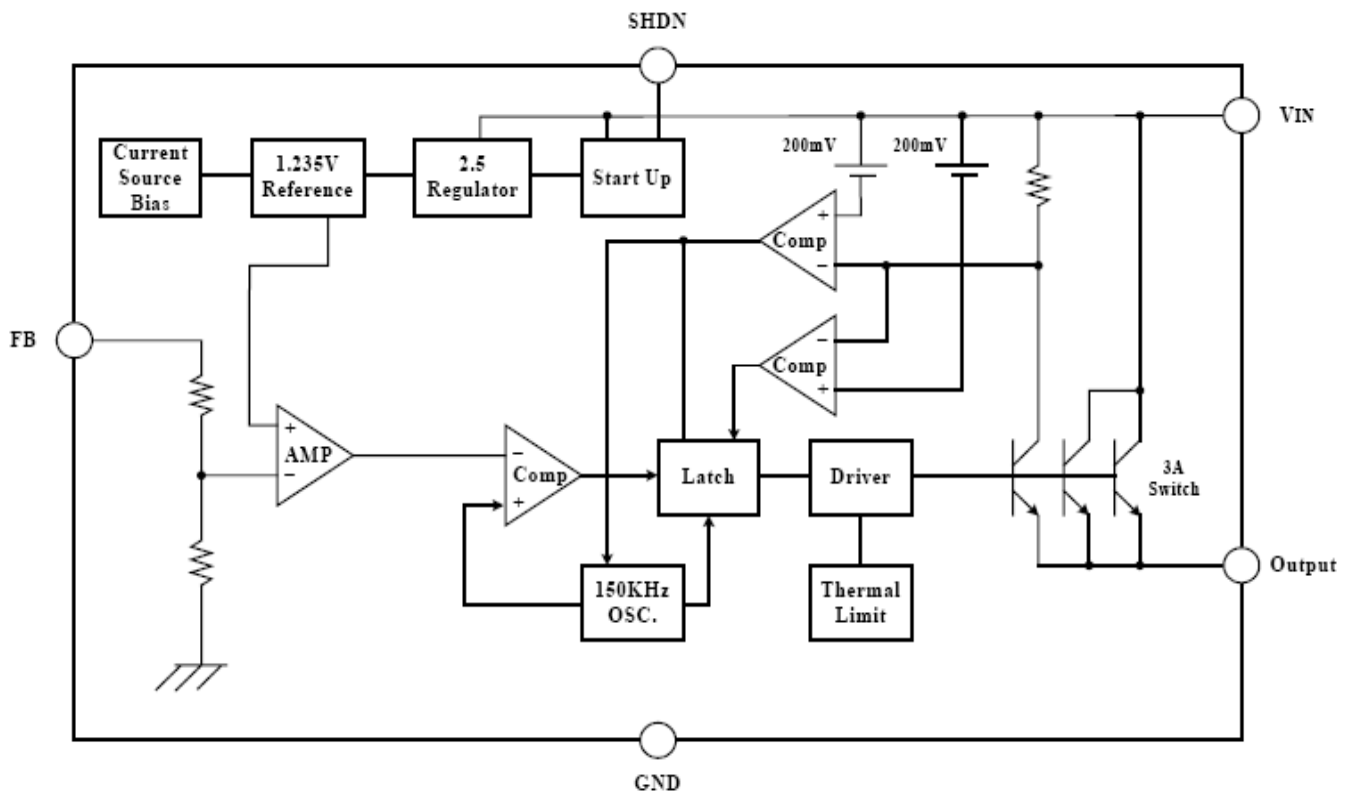 SHDN
VIN
200mV
200mV
Current
Source
Bias
1.235V
Reference
2.5
Regulator
Start Up
+
Comp
−
FB
−
Comp
+
+
AMP
−
−
Comp
+
Latch
Driver
3A
Switch
150KHz
OSC.
Thermal
Limit
Output
GND